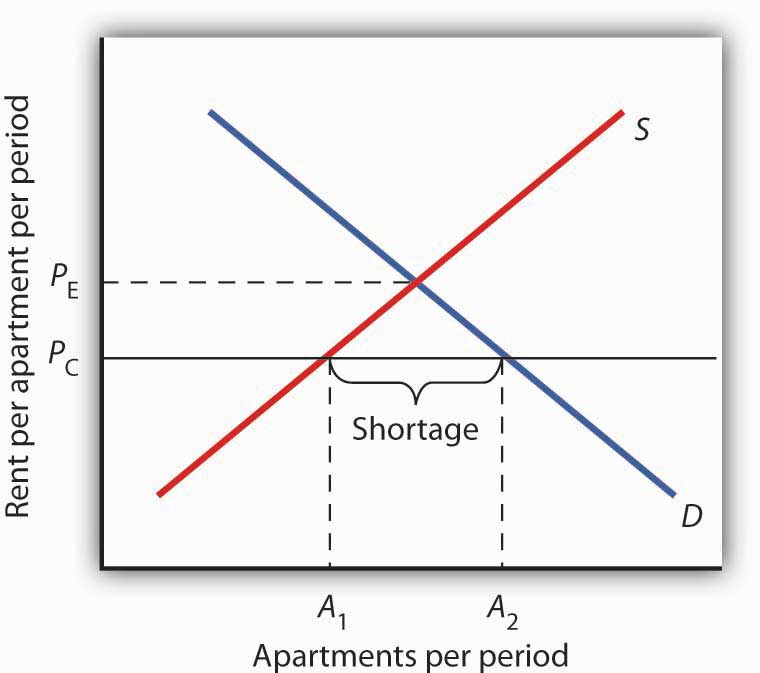 Rent per apartment per period
S
P_E
P_C
Shortage
D
A_1
A_2
Apartments per period